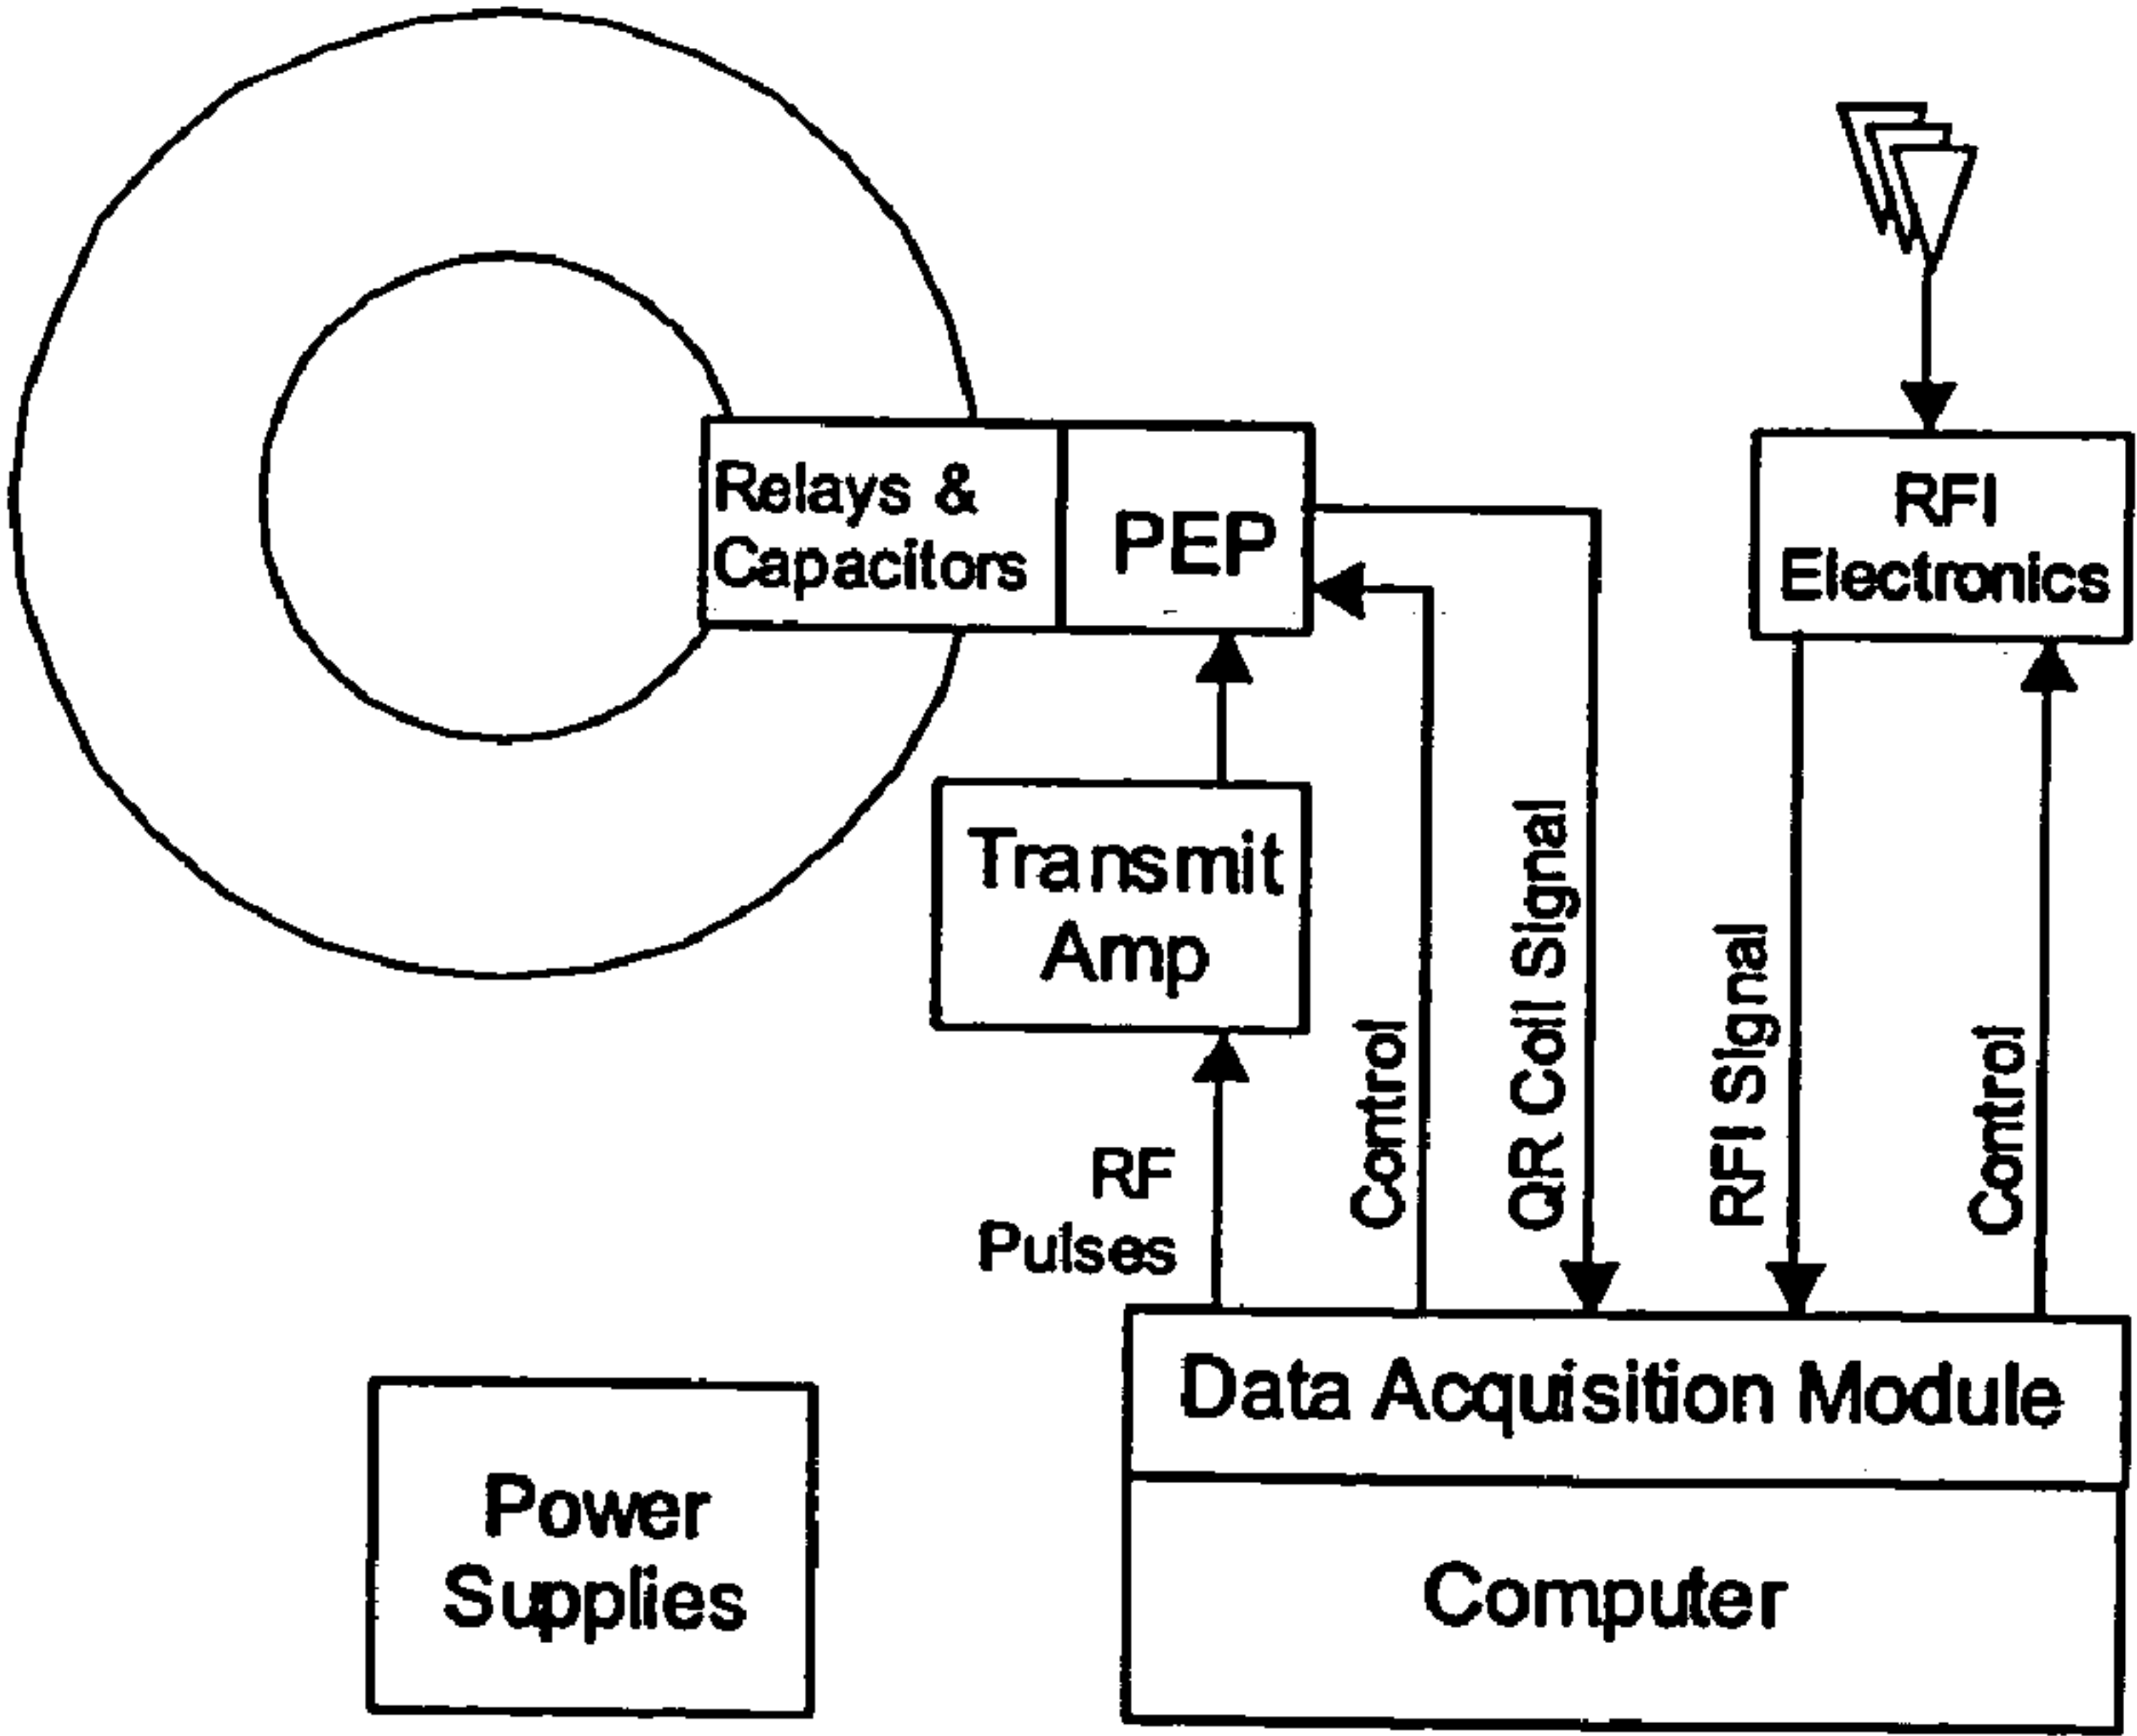 Relays &
Capacitors
PEP
RFI
Electronics
Transmit
Amp
RF
Pulses
Control
QR Coil Signal
RFI Signal
Control
Data Acquisition Module
Computer
Power
Supplies